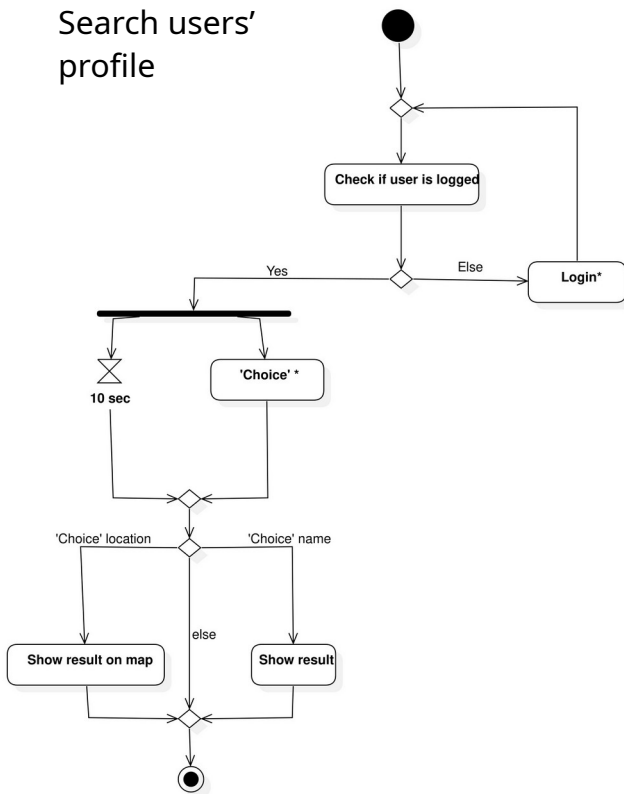 Search users’
profile
Check if user is logged
Yes
Else
Login*
10 sec
'Choice' *
'Choice' location
'Choice' name
else
Show result on map
Show result